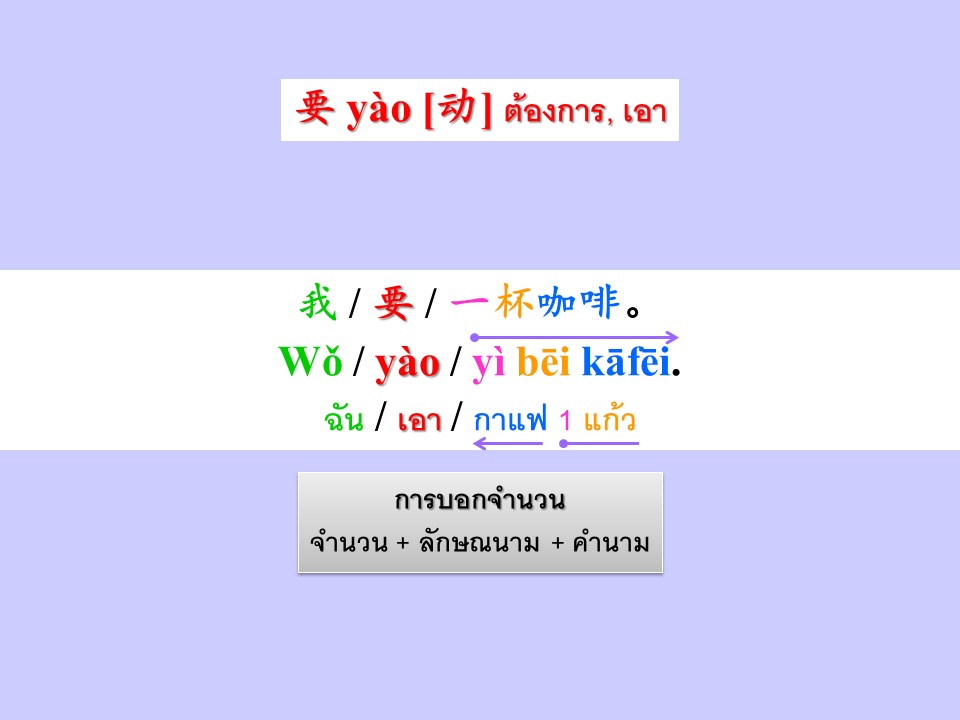 要 yào [动] ต้องการ, เอา
我 / 要 / 一杯咖啡。
Wǒ / yào / yì bēi kāfēi.
ฉัน / เอา / กาแฟ 1 แก้ว
การบอกจำนวน
จำนวน + ลักษณนาม + คำนาม